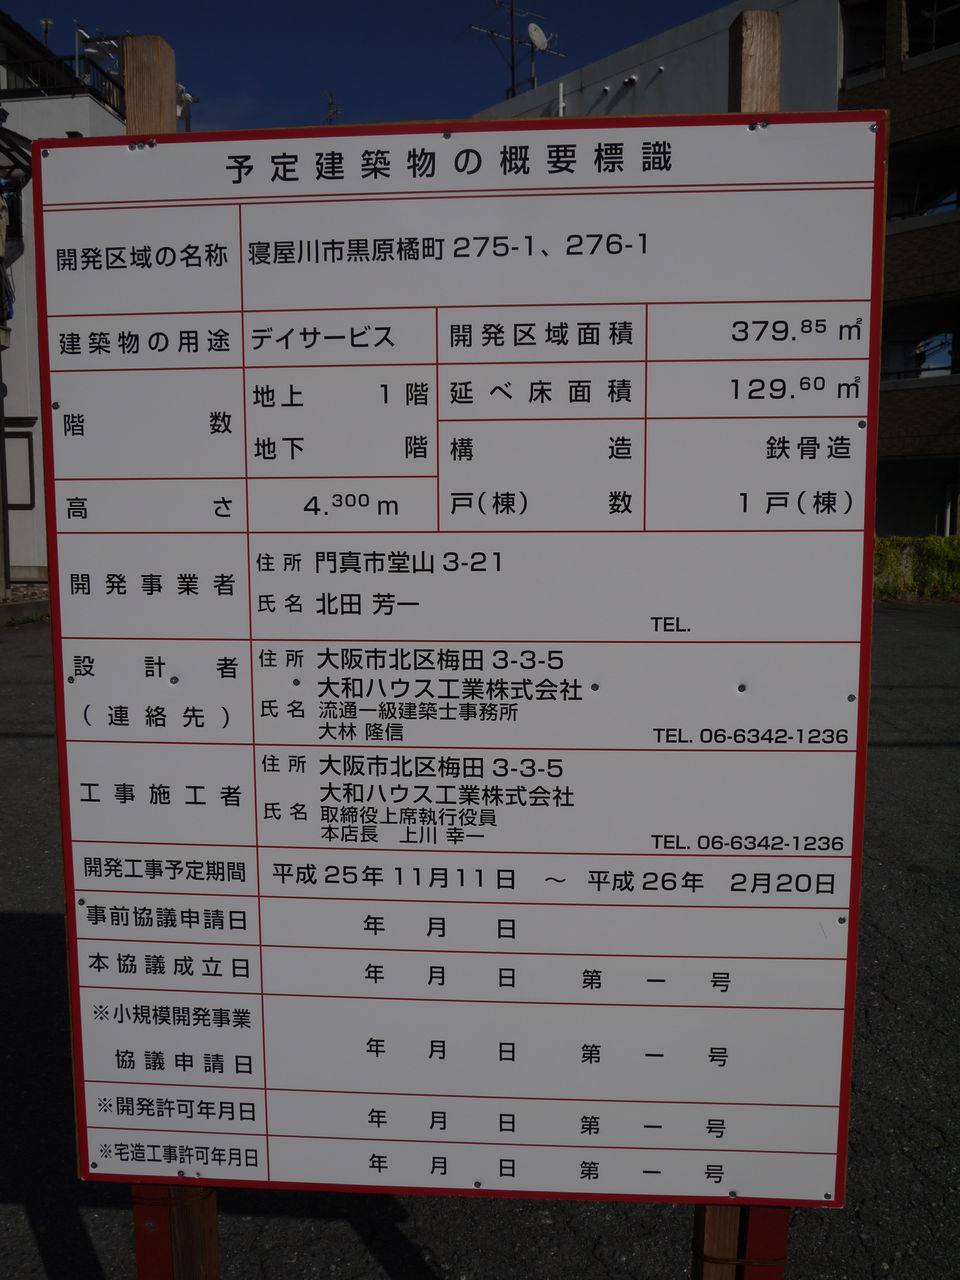 予定建築物の概要標識
開発区域の名称 寝屋川市黒原橘町 275-1、276-1
建築物の用途 デイサービス 開発区域面積 379.85 ㎡
階数 地上 1 階 延べ床面積 129.60 ㎡
地下 階 構造 鉄骨造
高さ 4.300 m 戸(棟)数 1 戸(棟)
開発事業者 住所 門真市堂山 3-21
氏名 北田 芳一 TEL.
設計者 住所 大阪市北区梅田 3-3-5
(連絡先) 氏名 大和ハウス工業株式会社
流通一級建築士事務所
大林 隆信 TEL. 06-6342-1236
工事施工者 住所 大阪市北区梅田 3-3-5
氏名 大和ハウス工業株式会社
取締役上席執行役員
本店長 上川 幸一 TEL. 06-6342-1236
開発工事予定期間 平成 25年 11月11日 ～ 平成 26年 2月20日
事前協議申請日 年 月 日
本協議成立日 年 月 日 第 ー 号
※小規模開発事業
協議申請日 年 月 日 第 ー 号
※開発許可年月日 年 月 日 第 ー 号
※宅造工事許可年月日 年 月 日 第 ー 号